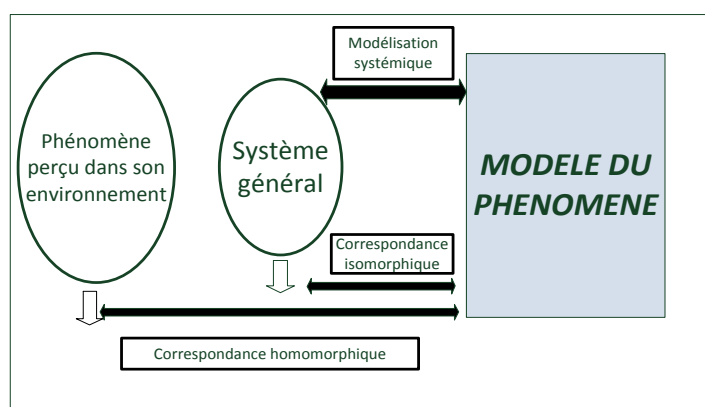 Modélisation
systémique
Phénomène
perçu dans son
environnement
Système
général
MODELE DU
PHENOMENE
Correspondance
isomorphique
Correspondance homomorphique